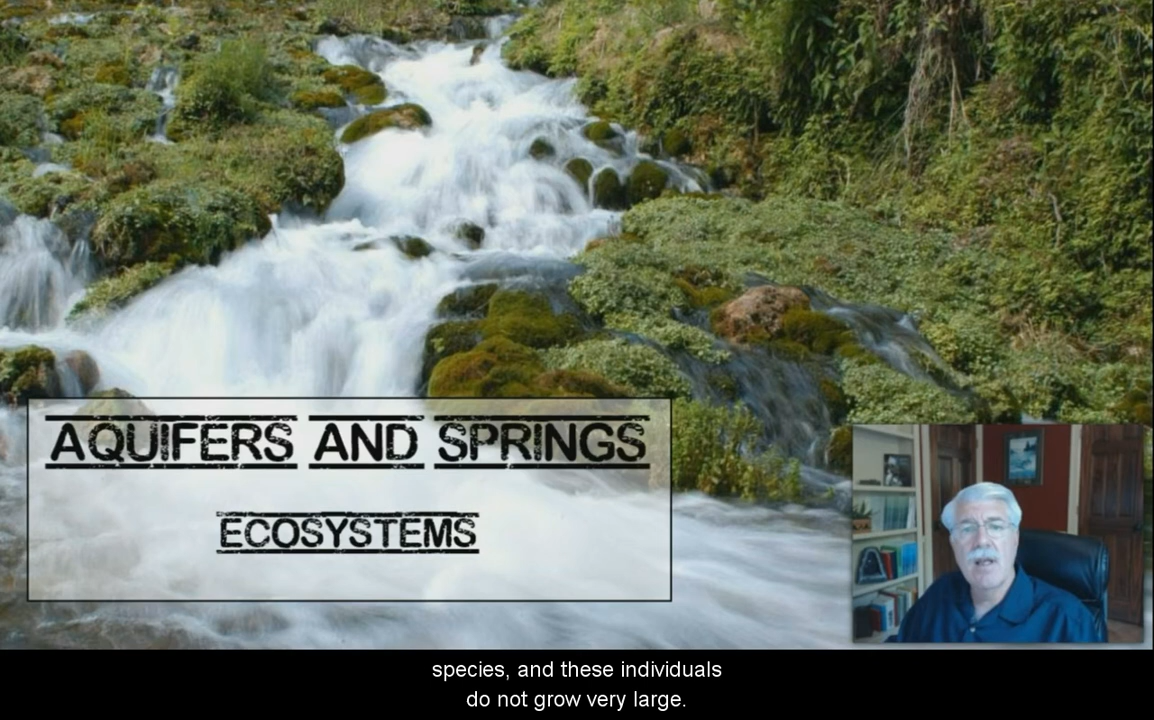 AQUIFERS AND SPRINGS
ECOSYSTEMS
species, and these individuals
do not grow very large.